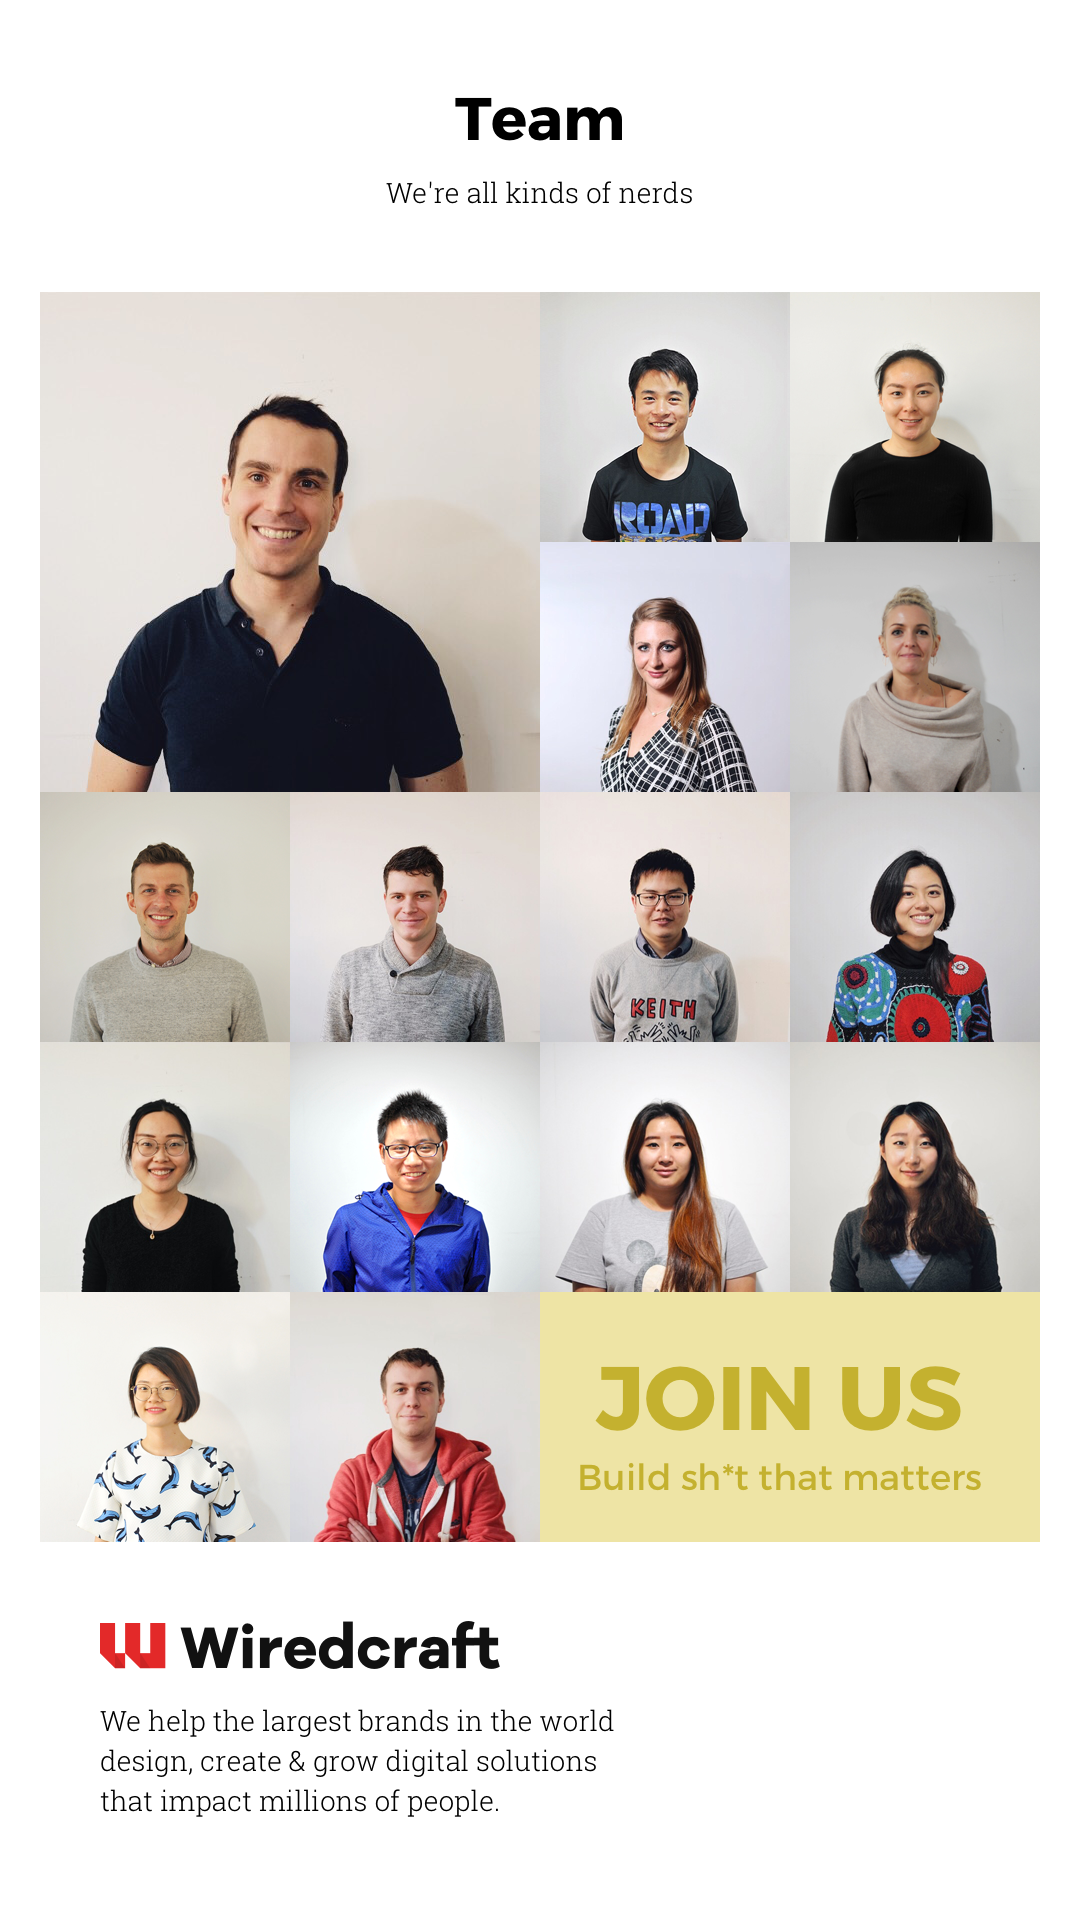 Team
We're all kinds of nerds
ROAD
KEITH
JOIN US
Build sh*t that matters
Wiredcraft
We help the largest brands in the world
design, create & grow digital solutions
that impact millions of people.